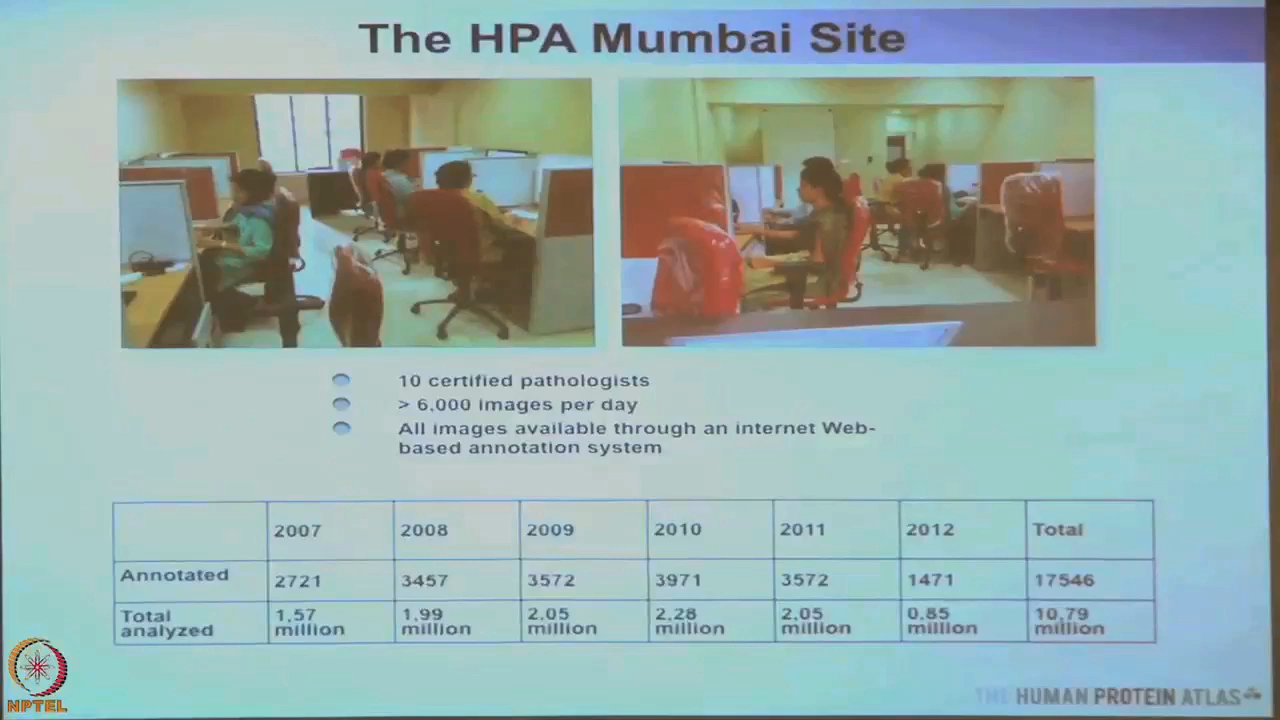 The HPA Mumbai Site
10 certified pathologists
> 6,000 images per day
All images available through an internet Web-
based annotation system
2007 2008 2009 2010 2011 2012 Total
Annotated 2721 3457 3572 3971 3572 1471 17546
Total analyzed 1,57 million 1,99 million 2,05 million 2,28 million 2,05 million 0,85 million 10,79 million
THE HUMAN PROTEIN ATLAS
NPTEL